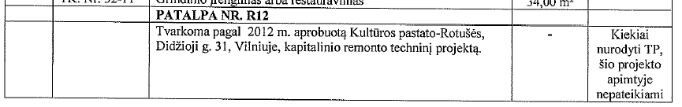 Grindinio įrengimas arba restauravimas 34,00 m²
PATALPA NR. R12
Tvarkoma pagal 2012 m. aprobuotą Kultūros pastato-Rotušės, - Kiekiai
Didžioji g. 31, Vilniuje, kapitalinio remonto techninį projektą. nurodyti TP,
šio projekto
apimtyje
nepateikiami